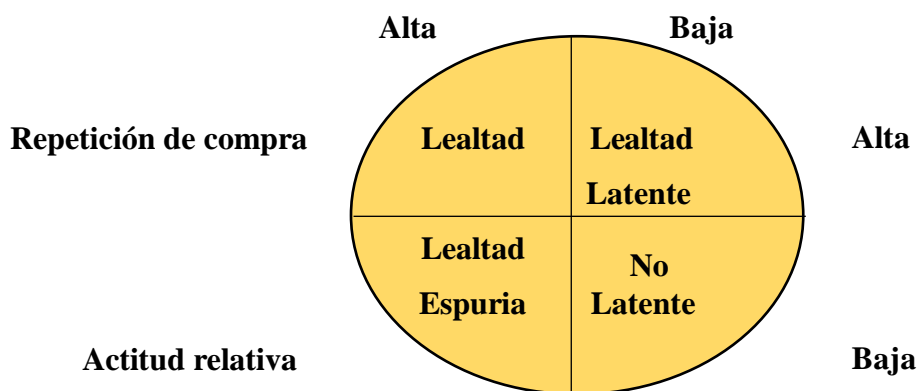 Alta Baja
Repetición de compra Lealtad Lealtad Alta
Latente
Lealtad No
Espuria Latente
Actitud relativa Baja